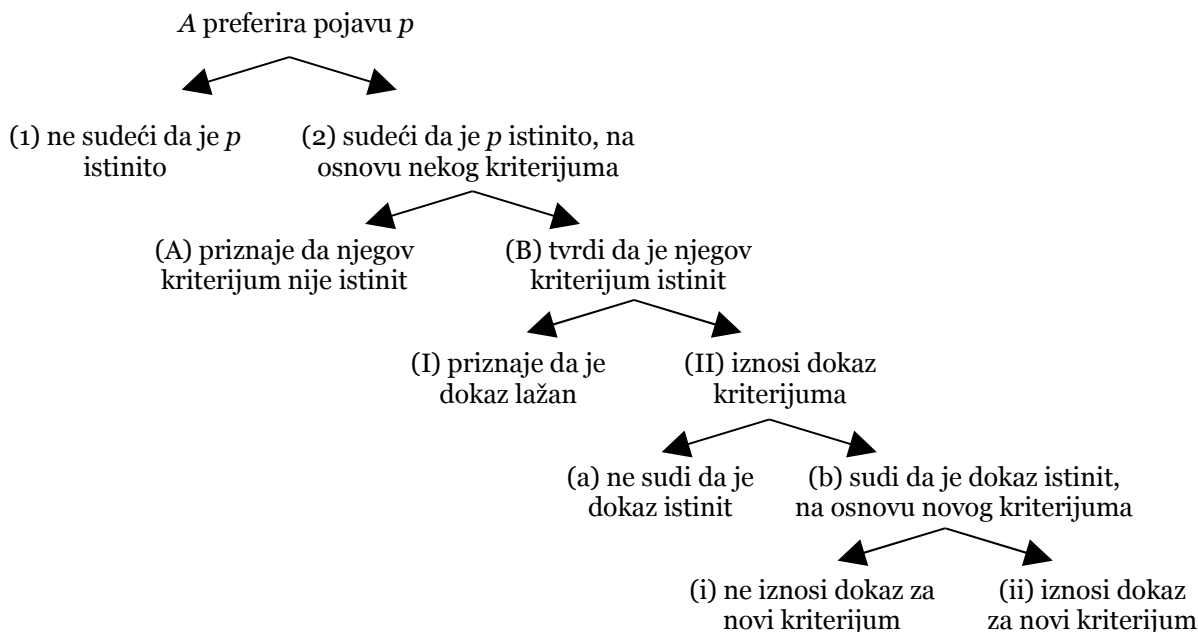 A preferira pojavu p
(1) ne sudeći da je p
istinito
(2) sudeći da je p istinito, na
osnovu nekog kriterijuma
(A) priznaje da njegov
kriterijum nije istinit
(B) tvrdi da je njegov
kriterijum istinit
(I) priznaje da je
dokaz lažan
(II) iznosi dokaz
kriterijuma
(a) ne sudi da je
dokaz istinit
(b) sudi da je dokaz istinit,
na osnovu novog kriterijuma
(i) ne iznosi dokaz za
novi kriterijum
(ii) iznosi dokaz
za novi kriterijum